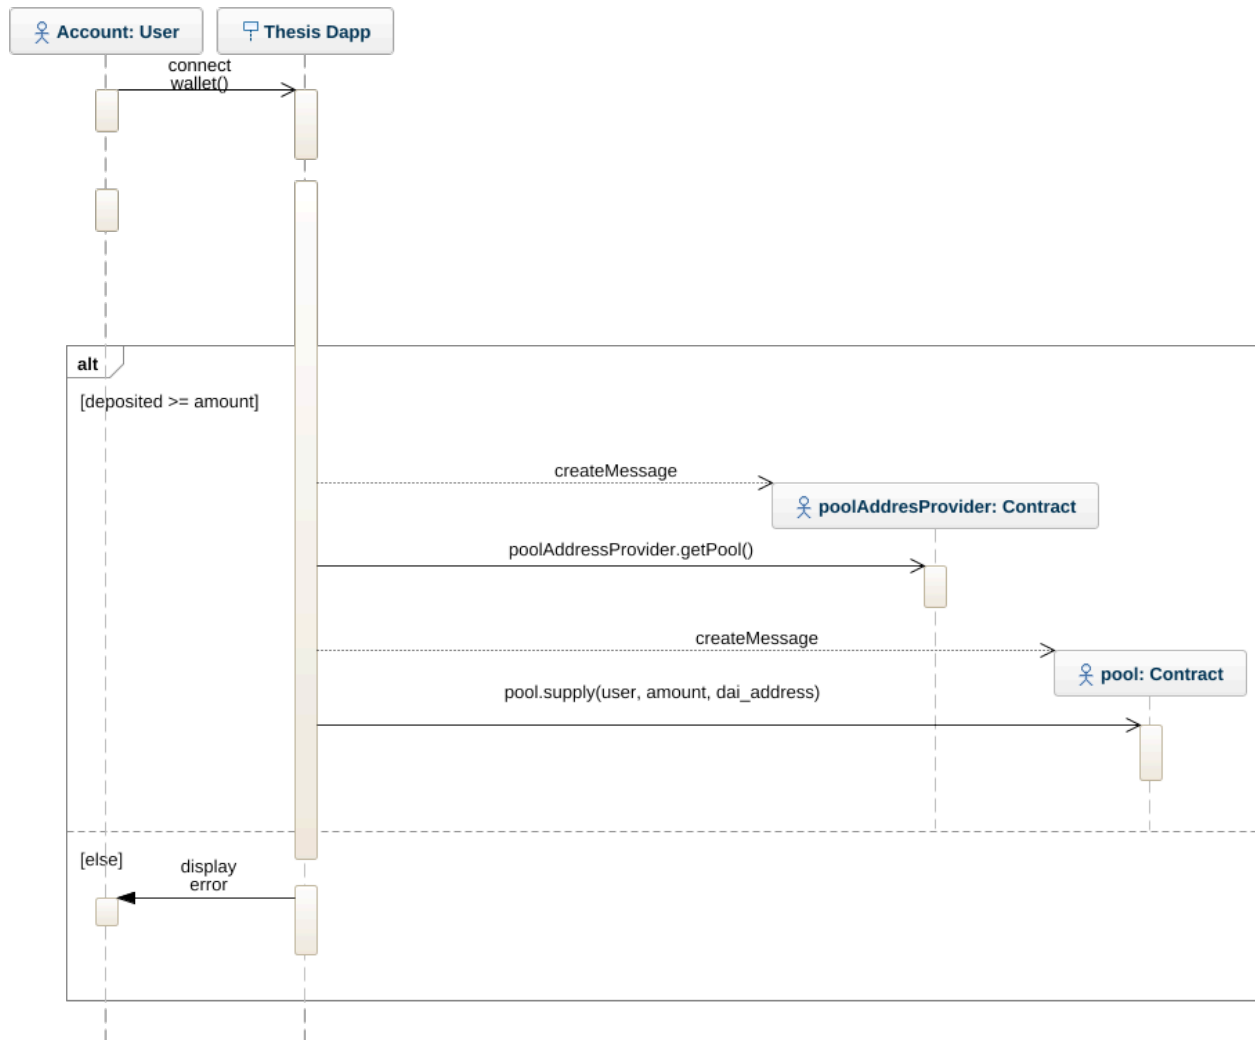 Account: User
Thesis Dapp
connect
wallet()
alt
[deposited >= amount]
createMessage
poolAddresProvider: Contract
poolAddressProvider.getPool()
createMessage
pool: Contract
pool.supply(user, amount, dai_address)
[else]
display
error